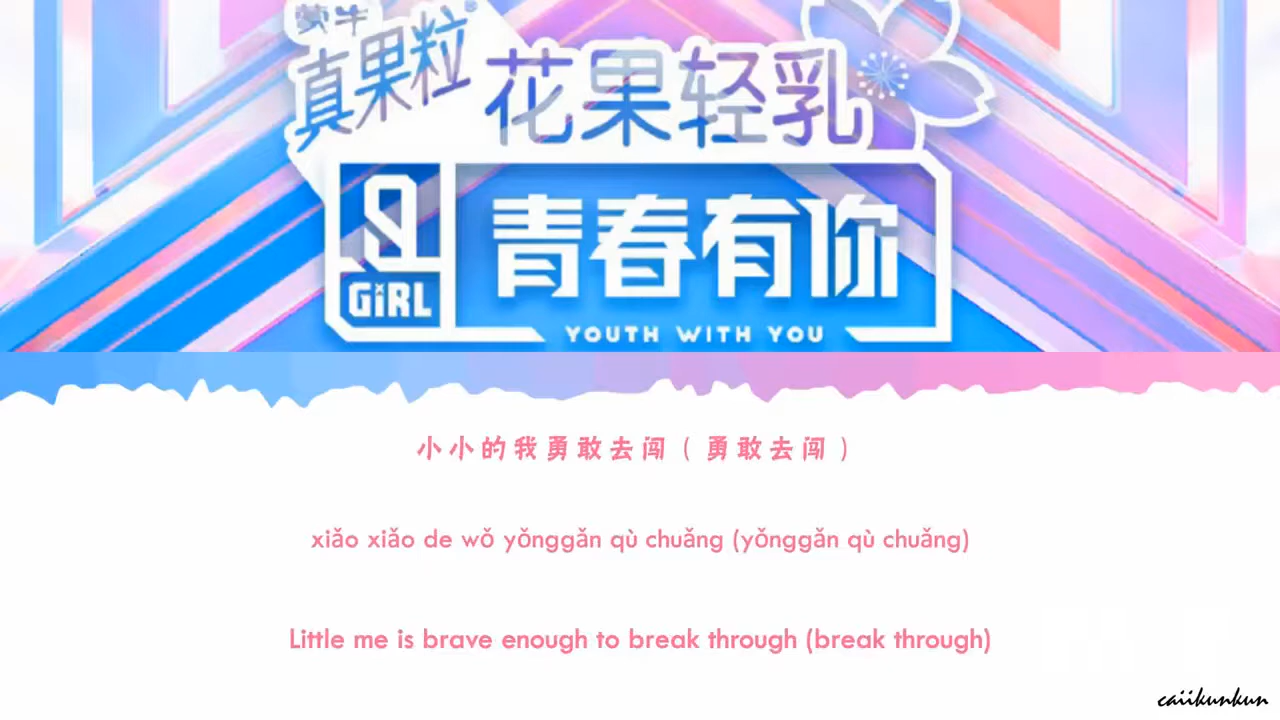 蒙牛
真果粒®
花果轻乳
青春有你
GiRL
YOUTH WITH YOU
小小的我勇敢去闯（勇敢去闯）
xiǎo xiǎo de wǒ yǒnggǎn qù chuǎng (yǒnggǎn qù chuǎng)
Little me is brave enough to break through (break through)
caiikunkun